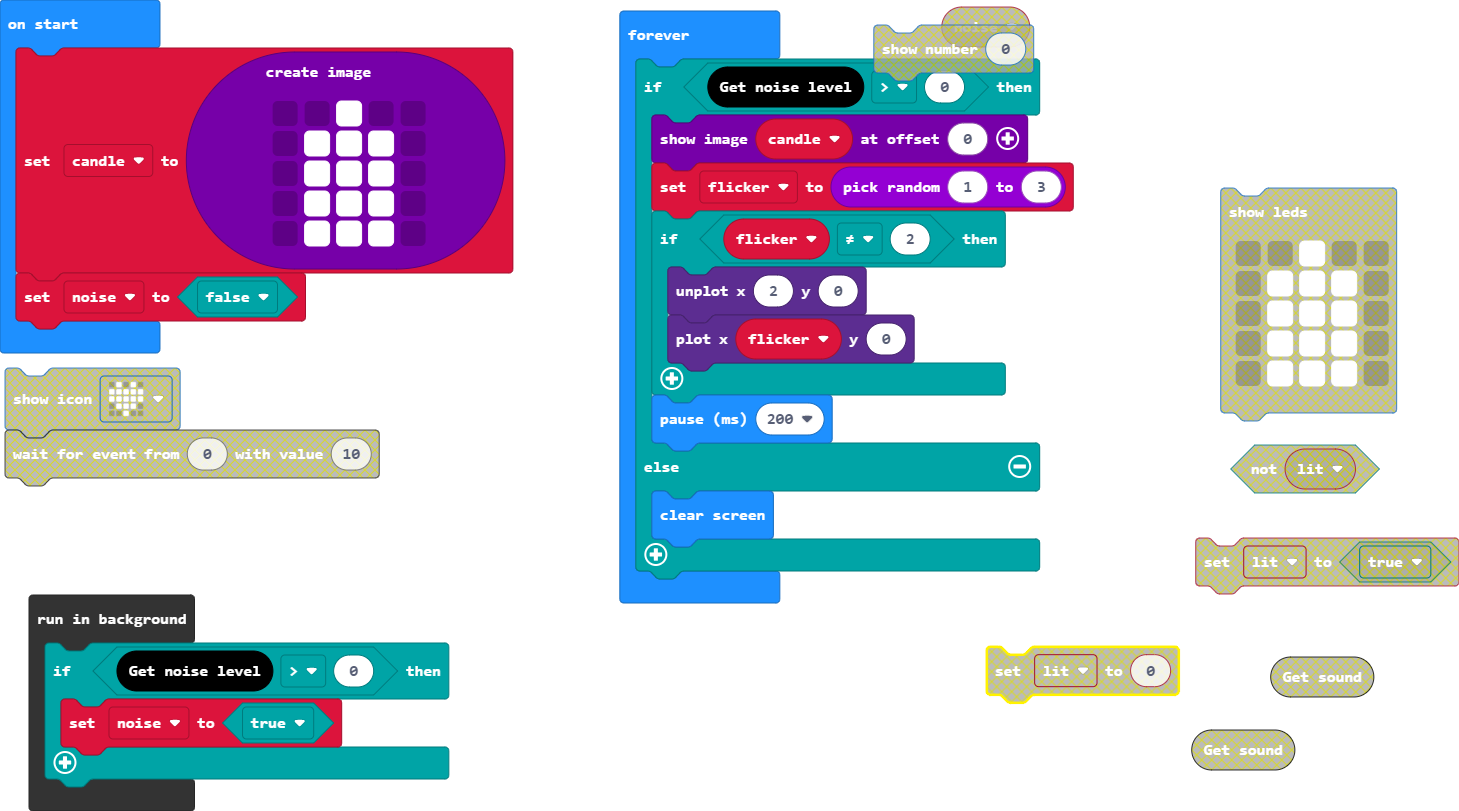 on start
create image
set candle to
set noise to false
show icon
wait for event from 0 with value 10
run in background
if Get noise level > 0 then
set noise to true
forever
noise
show number 0
if Get noise level > 0 then
show image candle at offset 0
set flicker to pick random 1 to 3
if flicker ≠ 2 then
unplot x 2 y 0
plot x flicker y 0
pause (ms) 200
else
clear screen
show leds
not lit
set lit to true
set lit to 0
Get sound
Get sound